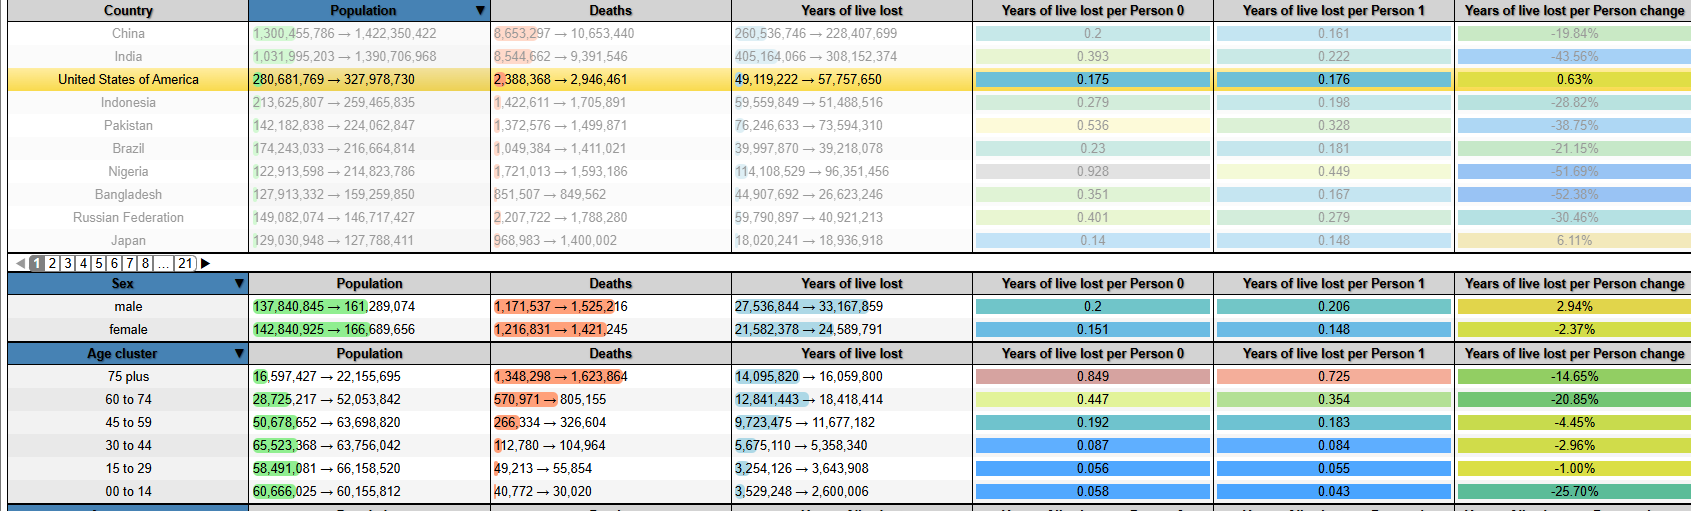 Country Population ▼ Deaths Years of live lost Years of live lost per Person 0 Years of live lost per Person 1 Years of live lost per Person change
China 1,300,455,786 → 1,422,350,422 8,653,297 → 10,653,440 260,536,746 → 228,407,699 0.2 0.161 -19.84%
India 1,031,995,203 → 1,390,706,968 8,544,662 → 9,391,546 405,164,066 → 308,152,374 0.393 0.222 -43.56%
United States of America 280,681,769 → 327,978,730 2,388,368 → 2,946,461 49,119,222 → 57,757,650 0.175 0.176 0.63%
Indonesia 213,625,807 → 259,465,835 1,422,611 → 1,705,891 59,559,849 → 51,488,516 0.279 0.198 -28.82%
Pakistan 142,182,838 → 224,062,847 1,372,576 → 1,499,871 76,246,633 → 73,594,310 0.536 0.328 -38.75%
Brazil 174,243,033 → 216,664,814 1,049,384 → 1,411,021 39,997,870 → 39,218,078 0.23 0.181 -21.15%
Nigeria 122,913,598 → 214,823,786 1,721,013 → 1,593,186 114,108,529 → 96,351,456 0.928 0.449 -51.69%
Bangladesh 127,913,332 → 159,259,850 851,507 → 849,562 44,907,692 → 26,623,246 0.351 0.167 -52.38%
Russian Federation 149,082,074 → 146,717,427 2,207,722 → 1,788,280 59,790,897 → 40,921,213 0.401 0.279 -30.46%
Japan 129,030,948 → 127,788,411 968,983 → 1,400,002 18,020,241 → 18,936,918 0.14 0.148 6.11%
◀ 1 2 3 4 5 6 7 8 ... 21 ▶
Sex ▼ Population Deaths Years of live lost Years of live lost per Person 0 Years of live lost per Person 1 Years of live lost per Person change
male 137,840,845 → 161,289,074 1,171,537 → 1,525,216 27,536,844 → 33,167,859 0.2 0.206 2.94%
female 142,840,925 → 166,689,656 1,216,831 → 1,421,245 21,582,378 → 24,589,791 0.151 0.148 -2.37%
Age cluster ▼ Population Deaths Years of live lost Years of live lost per Person 0 Years of live lost per Person 1 Years of live lost per Person change
75 plus 16,597,427 → 22,155,695 1,348,298 → 1,623,864 14,095,820 → 16,059,800 0.849 0.725 -14.65%
60 to 74 28,725,217 → 52,053,842 570,971 → 805,155 12,841,443 → 18,418,414 0.447 0.354 -20.85%
45 to 59 50,678,652 → 63,698,820 266,334 → 326,604 9,723,475 → 11,677,182 0.192 0.183 -4.45%
30 to 44 65,523,368 → 63,756,042 112,780 → 104,964 5,675,110 → 5,358,340 0.087 0.084 -2.96%
15 to 29 58,491,081 → 66,158,520 49,213 → 55,854 3,254,126 → 3,643,908 0.056 0.055 -1.00%
00 to 14 60,666,025 → 60,155,812 40,772 → 30,020 3,529,248 → 2,600,006 0.058 0.043 -25.70%